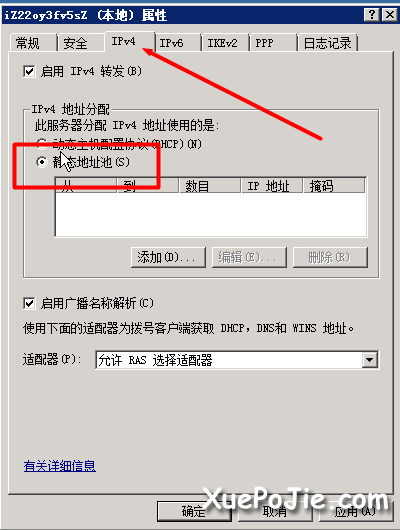 iZ22oy3fv5sZ (本地) 属性
常规 安全 IPv4 IPv6 IKEv2 PPP 日志记录
启用 IPv4 转发(B)
IPv4 地址分配
此服务器分配 IPv4 地址使用的是:
动态主机配置协议(DHCP)(N)
静态地址池(S)
从 到 数目 IP 地址 掩码
添加(D)... 编辑(E)... 删除(R)
启用广播名称解析(C)
使用下面的适配器为拨号客户端获取 DHCP，DNS和 WINS 地址。
适配器(P): 允许 RAS 选择适配器
有关详细信息
XuePoJie.com
确定 取消 应用(A)